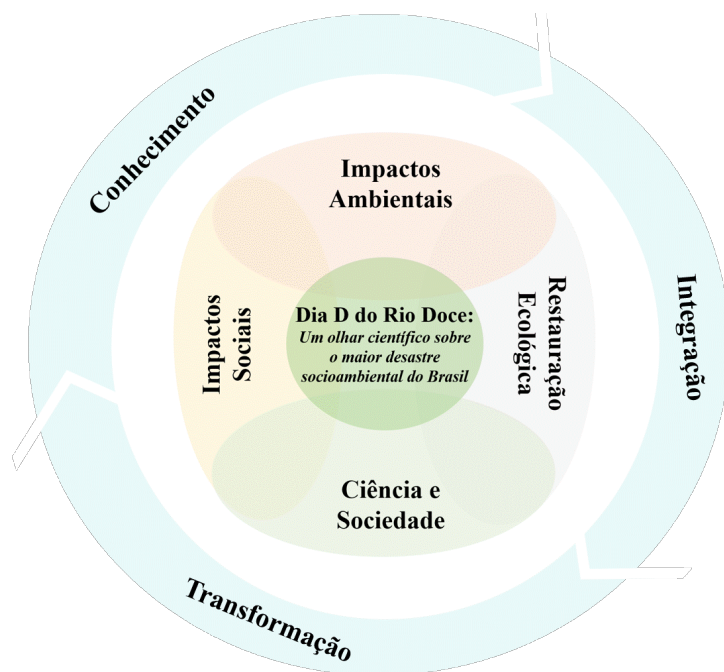 Conhecimento
Impactos
Ambientais
Integração
Restauração
Ecológica
Impactos
Sociais
Dia D do Rio Doce:
Um olhar científico sobre
o maior desastre
socioambiental do Brasil
Ciência e
Sociedade
Transformação